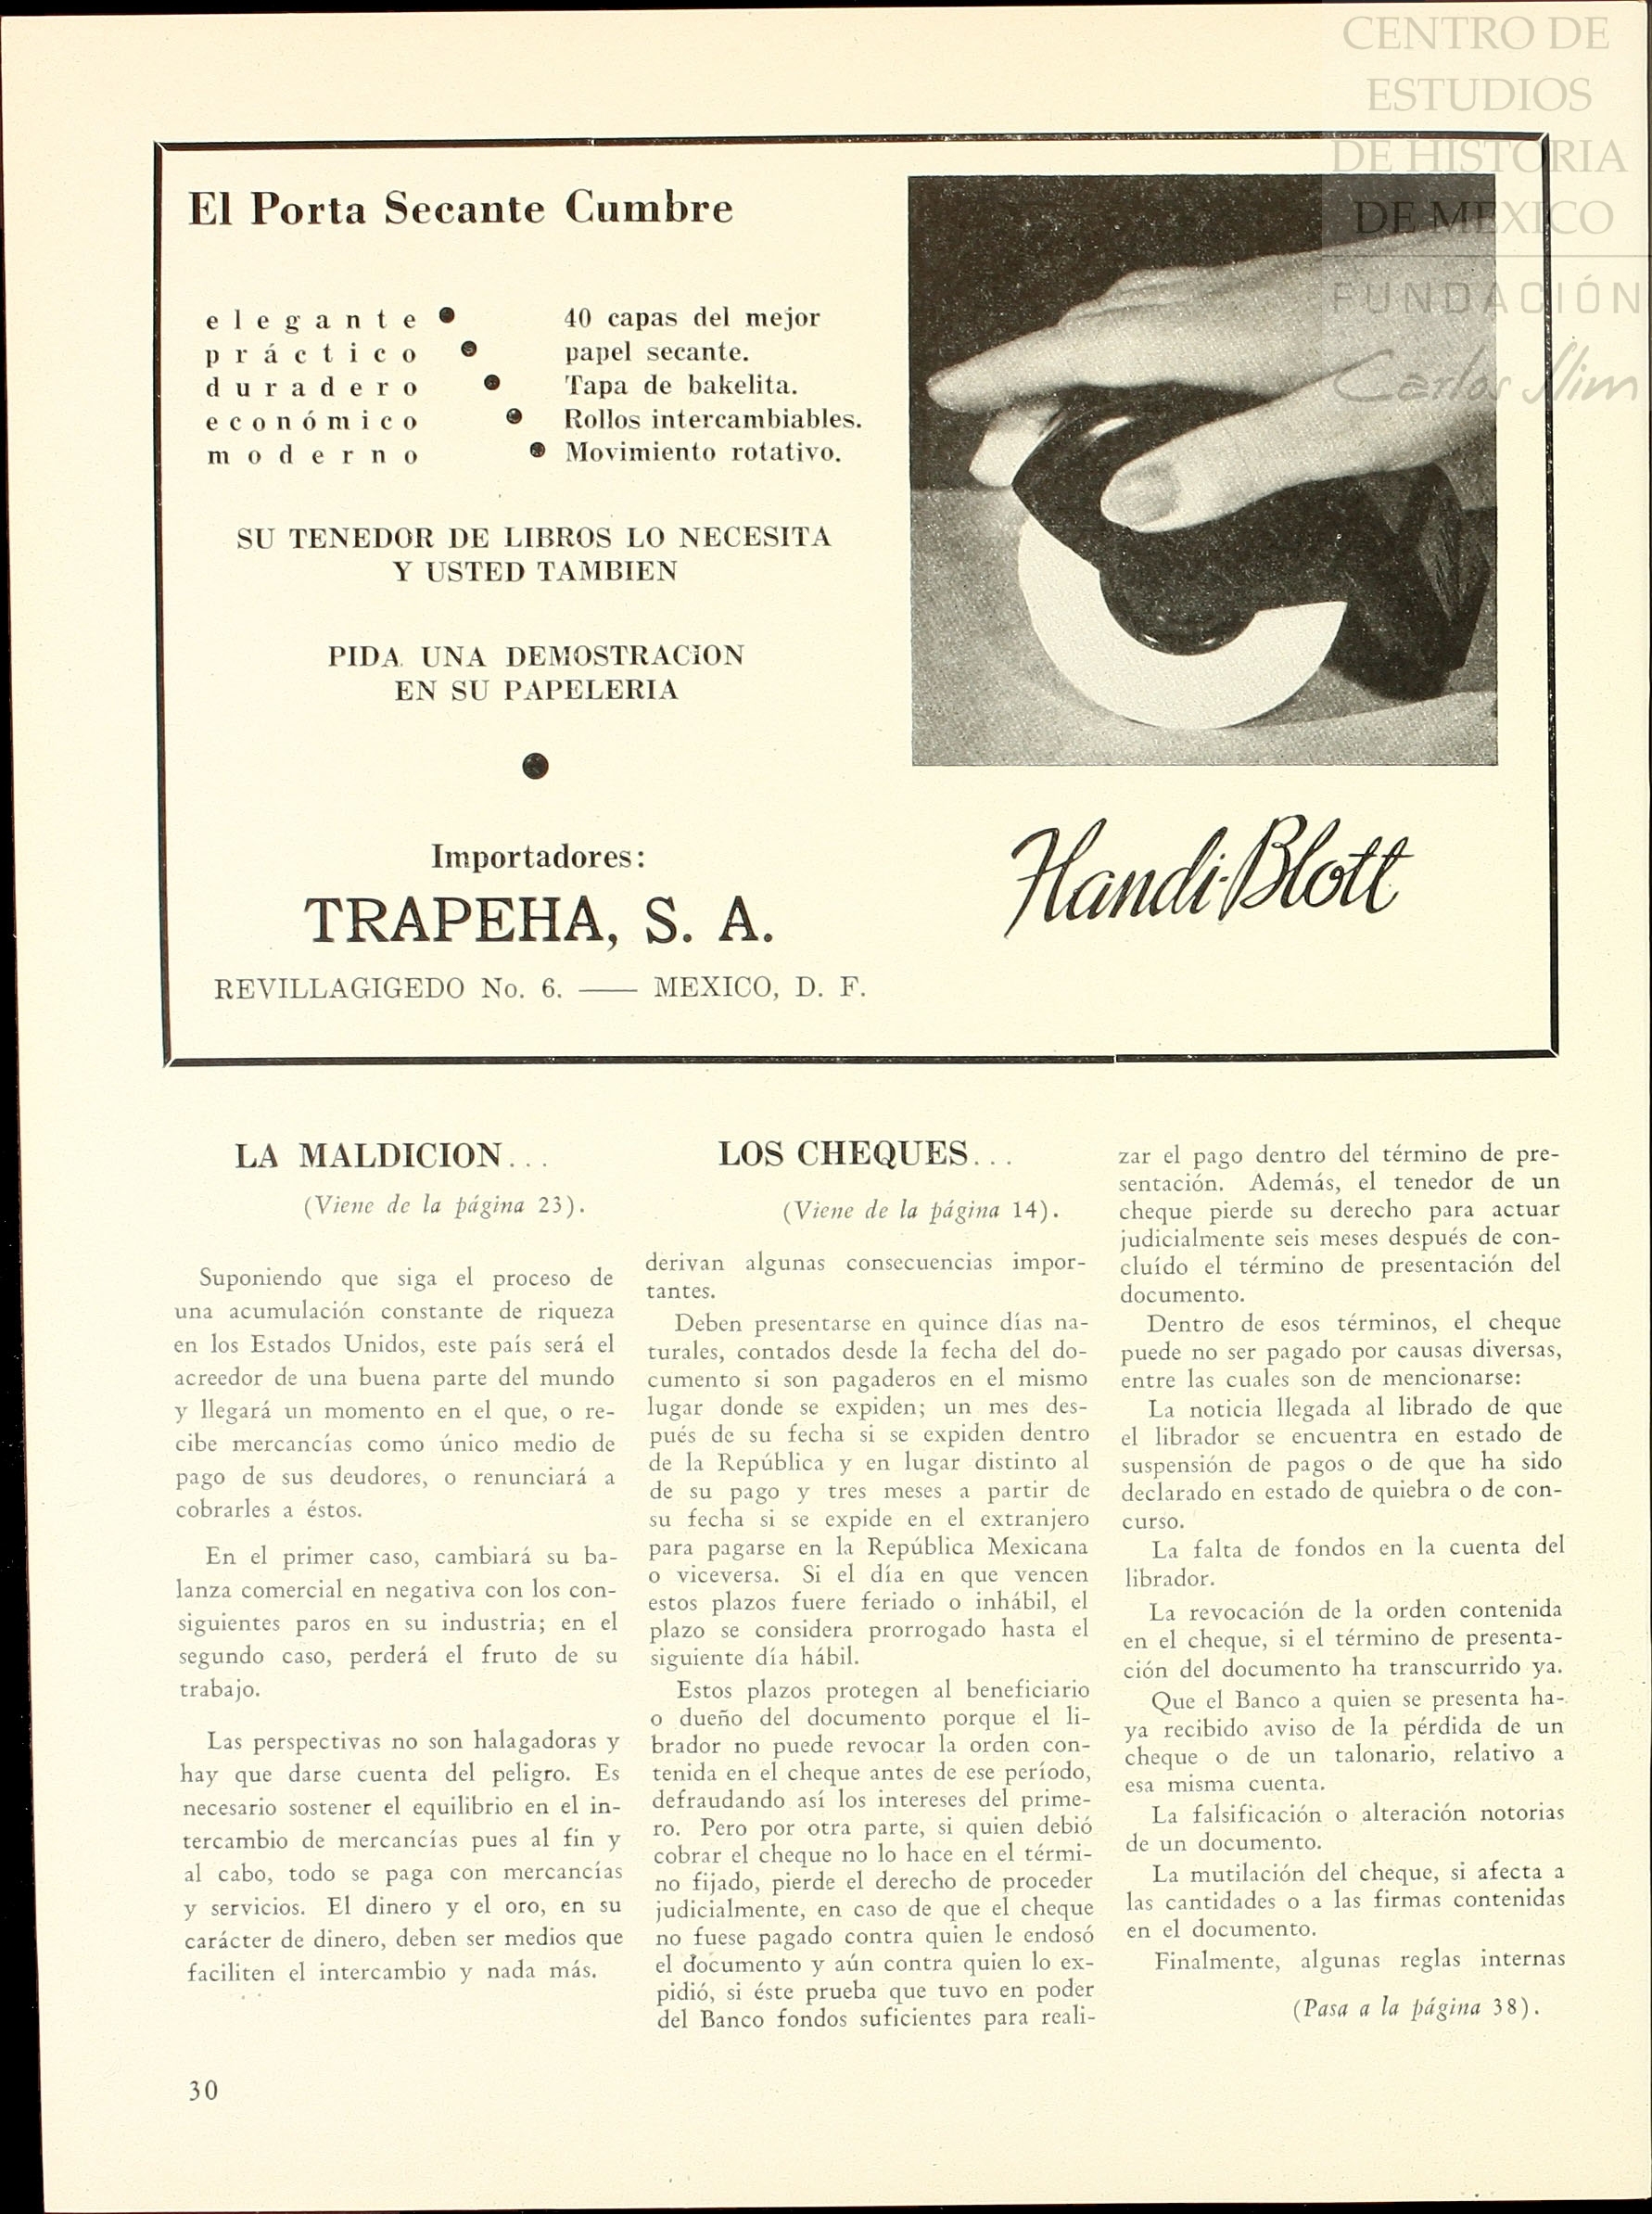 CENTRO DE
ESTUDIOS
DE HISTORIA
DE MEXICO
FUNDACIÓN
Carlos Slim
El Porta Secante Cumbre
elegante
práctico
duradero
económico
moderno
40 capas del mejor
papel secante.
Tapa de bakelita.
Rollos intercambiables.
Movimiento rotativo.
SU TENEDOR DE LIBROS LO NECESITA
Y USTED TAMBIEN
PIDA UNA DEMOSTRACION
EN SU PAPELERIA
Importadores:
TRAPEHA, S. A.
REVILLAGIGEDO No. 6. —— MEXICO, D. F.
Handi-Blott
LA MALDICION...
(Viene de la página 23).
Suponiendo que siga el proceso de
una acumulación constante de riqueza
en los Estados Unidos, este país será el
acreedor de una buena parte del mundo
y llegará un momento en el que, o re-
cibe mercancías como único medio de
pago de sus deudores, o renunciará a
cobrarles a éstos.
En el primer caso, cambiará su ba-
lanza comercial en negativa con los con-
siguientes paros en su industria; en el
segundo caso, perderá el fruto de su
trabajo.
Las perspectivas no son halagadoras y
hay que darse cuenta del peligro. Es
necesario sostener el equilibrio en el in-
tercambio de mercancías pues al fin y
al cabo, todo se paga con mercancías
y servicios. El dinero y el oro, en su
carácter de dinero, deben ser medios que
faciliten el intercambio y nada más.
LOS CHEQUES...
(Viene de la página 14).
derivan algunas consecuencias impor-
tantes.
Deben presentarse en quince días na-
turales, contados desde la fecha del do-
cumento si son pagaderos en el mismo
lugar donde se expiden; un mes des-
pués de su fecha si se expiden dentro
de la República y en lugar distinto al
de su pago y tres meses a partir de
su fecha si se expide en el extranjero
para pagarse en la República Mexicana
o viceversa. Si el día en que vencen
estos plazos fuere feriado o inhábil, el
plazo se considera prorrogado hasta el
siguiente día hábil.
Estos plazos protegen al beneficiario
o dueño del documento porque el li-
brador no puede revocar la orden con-
tenida en el cheque antes de ese período,
defraudando así los intereses del prime-
ro. Pero por otra parte, si quien debió
cobrar el cheque no lo hace en el térmi-
no fijado, pierde el derecho de proceder
judicialmente, en caso de que el cheque
no fuese pagado contra quien le endosó
el documento y aún contra quien lo ex-
pidió, si éste prueba que tuvo en poder
del Banco fondos suficientes para reali-
zar el pago dentro del término de pre-
sentación. Además, el tenedor de un
cheque pierde su derecho para actuar
judicialmente seis meses después de con-
cluído el término de presentación del
documento.
Dentro de esos términos, el cheque
puede no ser pagado por causas diversas,
entre las cuales son de mencionarse:
La noticia llegada al librado de que
el librador se encuentra en estado de
suspensión de pagos o de que ha sido
declarado en estado de quiebra o de con-
curso.
La falta de fondos en la cuenta del
librador.
La revocación de la orden contenida
en el cheque, si el término de presenta-
ción del documento ha transcurrido ya.
Que el Banco a quien se presenta ha-
ya recibido aviso de la pérdida de un
cheque o de un talonario, relativo a
esa misma cuenta.
La falsificación o alteración notorias
de un documento.
La mutilación del cheque, si afecta a
las cantidades o a las firmas contenidas
en el documento.
Finalmente, algunas reglas internas
(Pasa a la página 38).
30